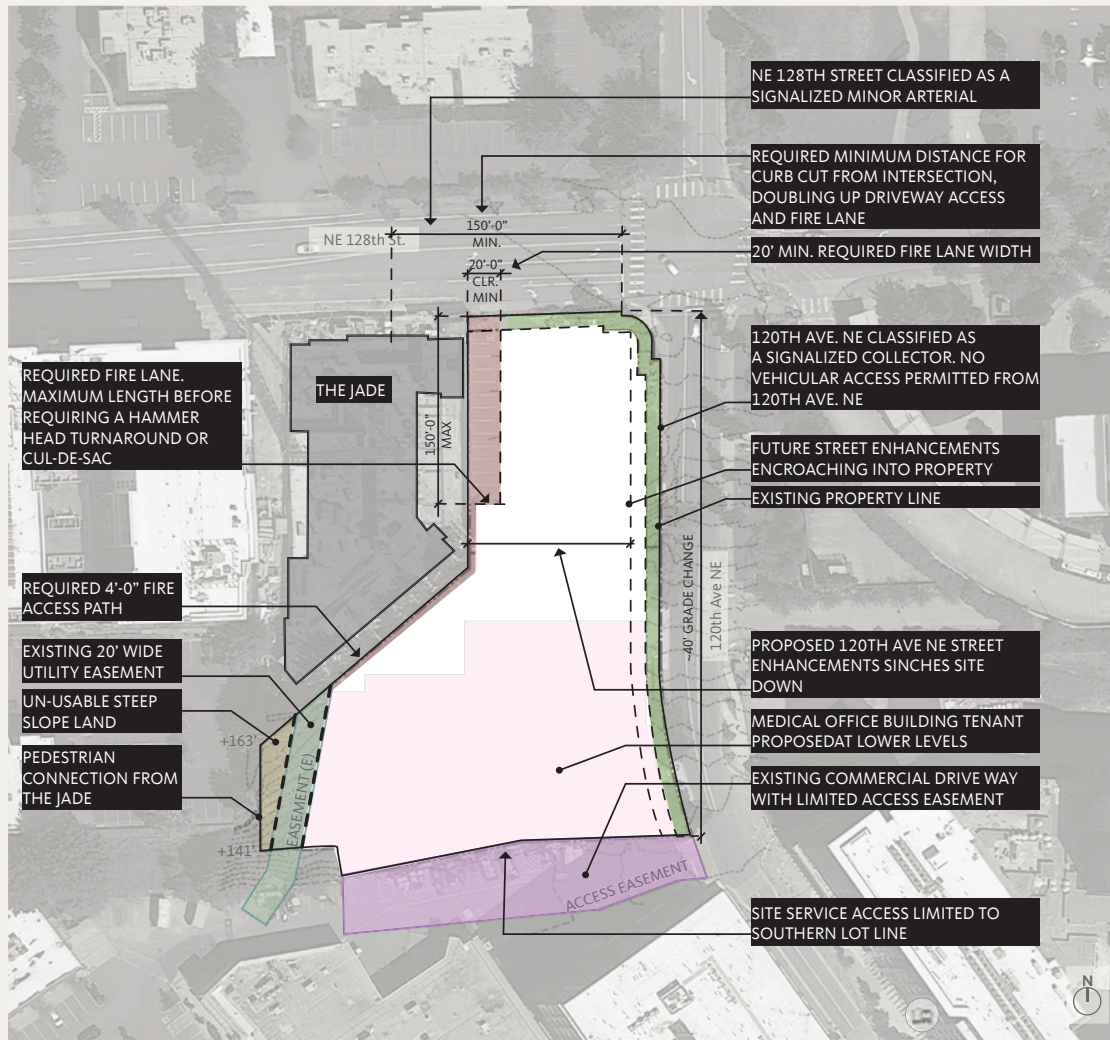 NE 128TH STREET CLASSIFIED AS A
SIGNALIZED MINOR ARTERIAL
REQUIRED MINIMUM DISTANCE FOR
CURB CUT FROM INTERSECTION,
DOUBLING UP DRIVEWAY ACCESS
AND FIRE LANE
150'-0"
MIN.
NE 128th St.
20' MIN. REQUIRED FIRE LANE WIDTH
20'-0"
CLR.
MIN
120TH AVE. NE CLASSIFIED AS
A SIGNALIZED COLLECTOR. NO
VEHICULAR ACCESS PERMITTED FROM
120TH AVE. NE
REQUIRED FIRE LANE.
MAXIMUM LENGTH BEFORE
REQUIRING A HAMMER
HEAD TURNAROUND OR
CUL-DE-SAC
THE JADE
150'-0"
MAX
FUTURE STREET ENHANCEMENTS
ENCROACHING INTO PROPERTY
EXISTING PROPERTY LINE
~40' GRADE CHANGE
120th Ave NE
REQUIRED 4'-0" FIRE
ACCESS PATH
EXISTING 20' WIDE
UTILITY EASEMENT
UN-USABLE STEEP
SLOPE LAND
PEDESTRIAN
CONNECTION FROM
THE JADE
+163'
EASEMENT (E)
+141'
PROPOSED 120TH AVE NE STREET
ENHANCEMENTS SINCHES SITE
DOWN
MEDICAL OFFICE BUILDING TENANT
PROPOSEDAT LOWER LEVELS
EXISTING COMMERCIAL DRIVE WAY
WITH LIMITED ACCESS EASEMENT
ACCESS EASEMENT
SITE SERVICE ACCESS LIMITED TO
SOUTHERN LOT LINE
N